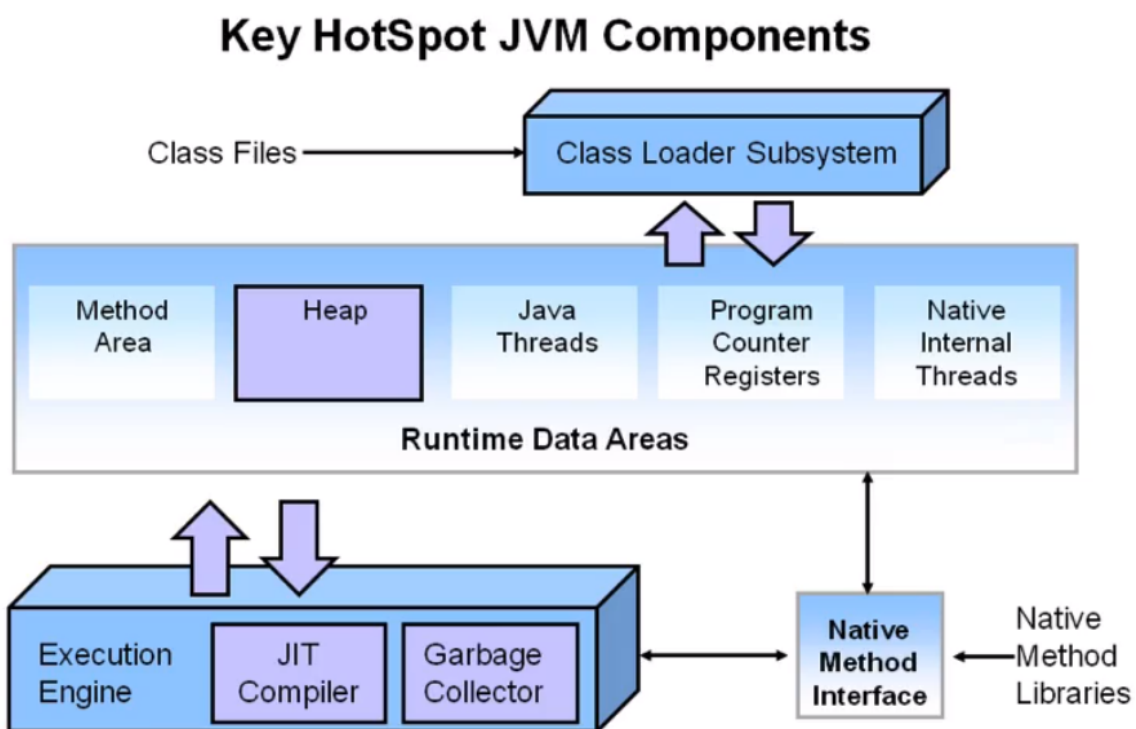 Key HotSpot JVM Components
Class Files
Class Loader Subsystem
Method
Area
Heap
Java
Threads
Program
Counter
Registers
Native
Internal
Threads
Runtime Data Areas
Execution
Engine
JIT
Compiler
Garbage
Collector
Native
Method
Interface
Native
Method
Libraries